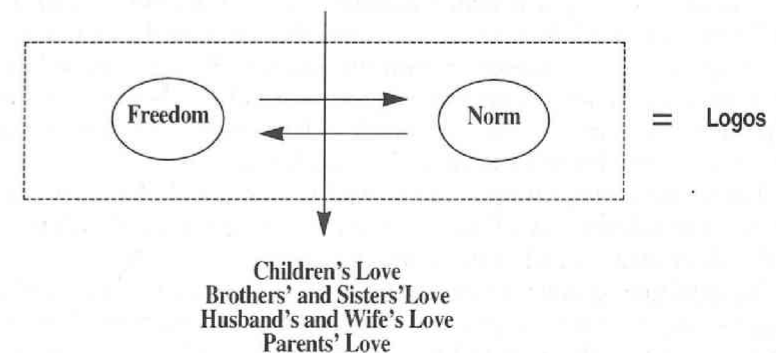 Freedom
Norm
= Logos
Children's Love
Brothers' and Sisters'Love
Husband's and Wife's Love
Parents' Love